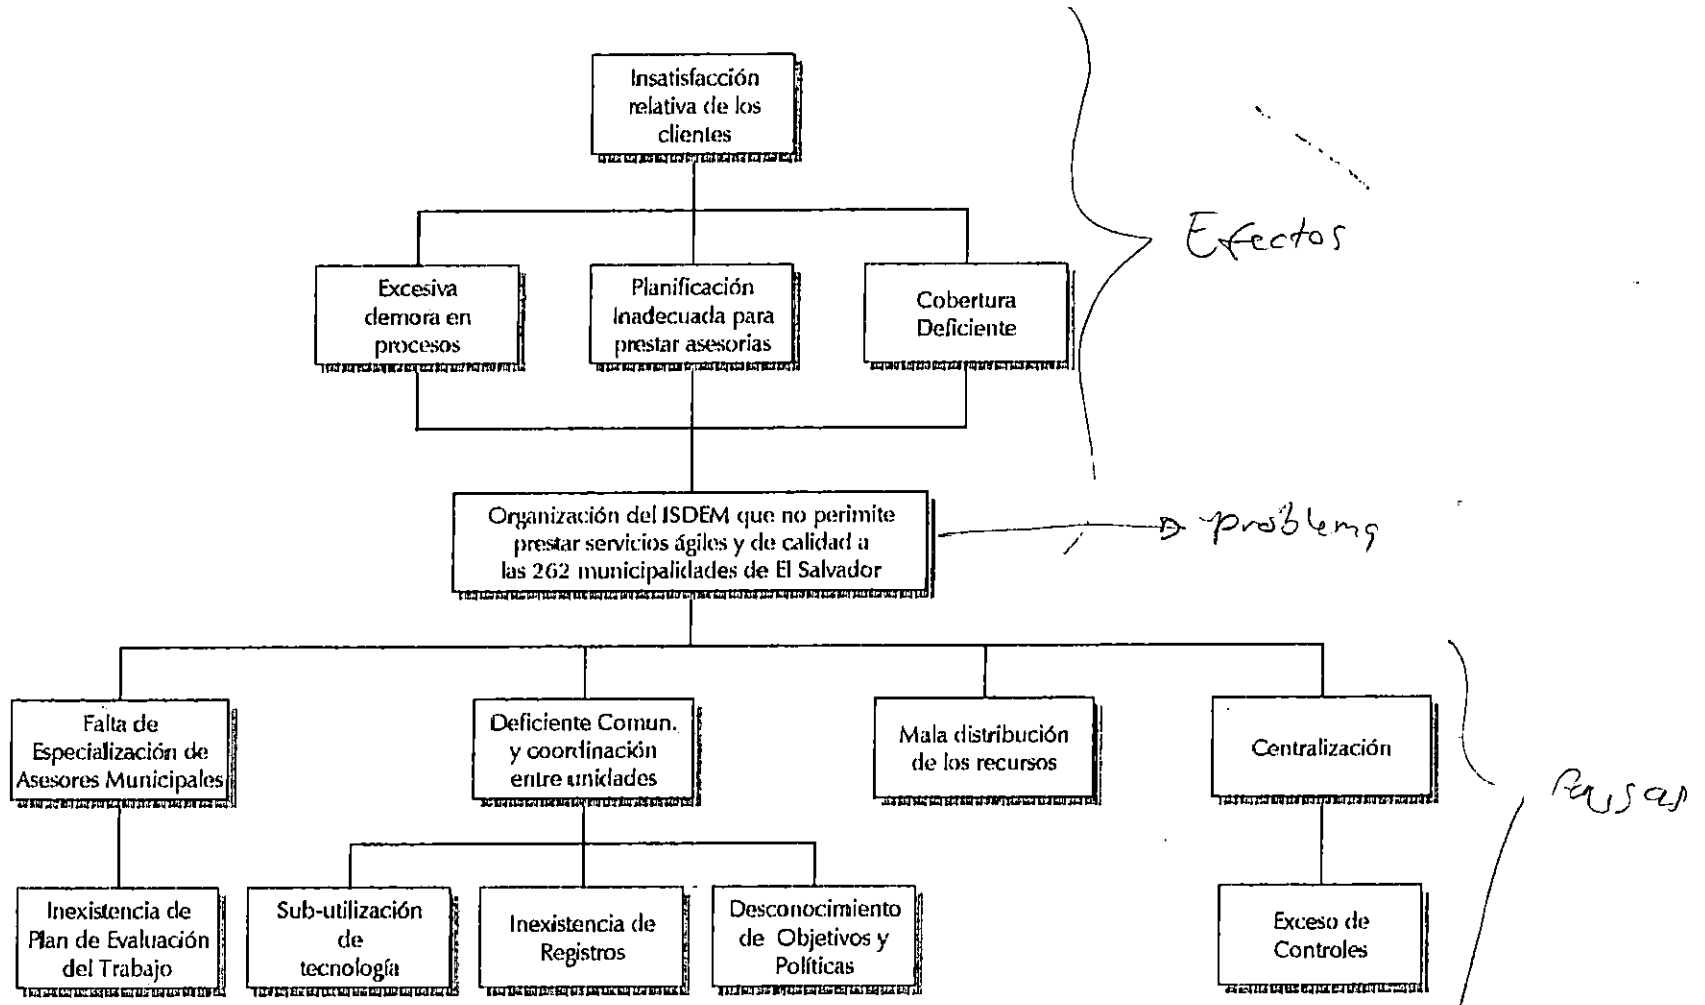 Insatisfacción
relativa de los
clientes
Efectos
Excesiva
demora en
procesos
Planificación
Inadecuada para
prestar asesorias
Cobertura
Deficiente
Organización del ISDEM que no perimite
prestar servicios ágiles y de calidad a
las 262 municipalidades de El Salvador
problema
Falta de
Especialización de
Asesores Municipales
Deficiente Comun.
y coordinación
entre unidades
Mala distribución
de los recursos
Centralización
Inexistencia de
Plan de Evaluación
del Trabajo
Sub-utilización
de
tecnología
Inexistencia de
Registros
Desconocimiento
de Objetivos y
Políticas
Exceso de
Controles